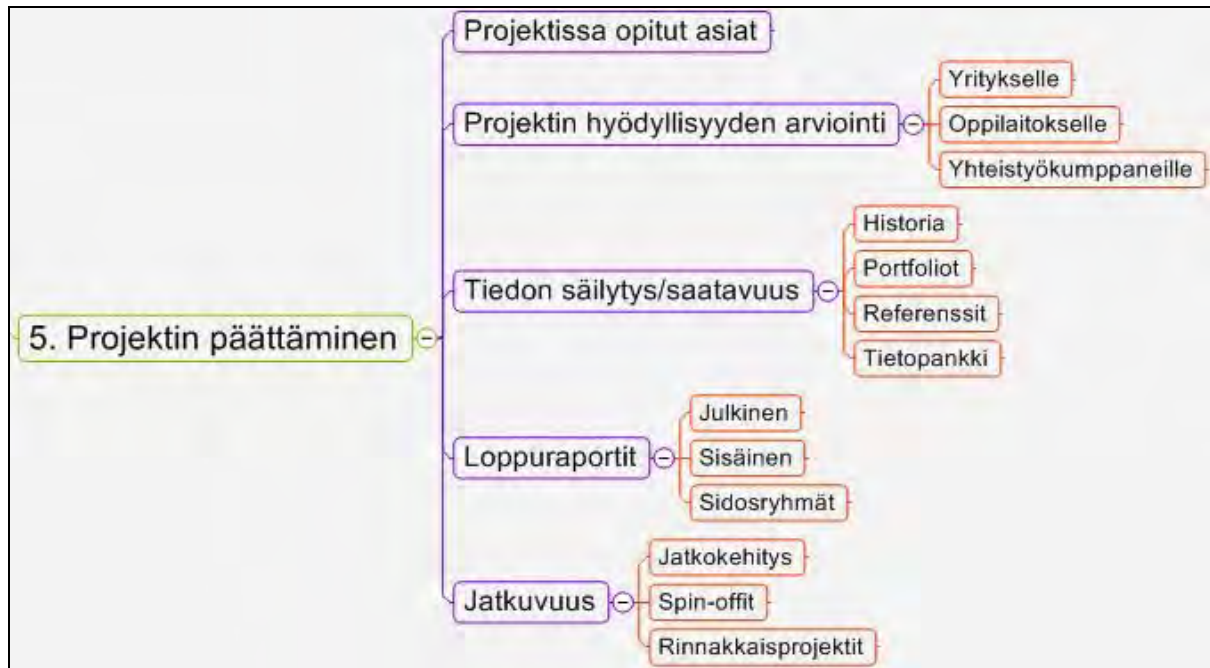 Projektissa opitut asiat
Projektin hyödyllisyyden arviointi
Yritykselle
Oppilaitokselle
Yhteistyökumppaneille
Tiedon säilytys/saatavuus
Historia
Portfoliot
Referenssit
Tietopankki
5. Projektin päättäminen
Loppuraportit
Julkinen
Sisäinen
Sidosryhmät
Jatkuvuus
Jatkokehitys
Spin-offit
Rinnakkaisprojektit